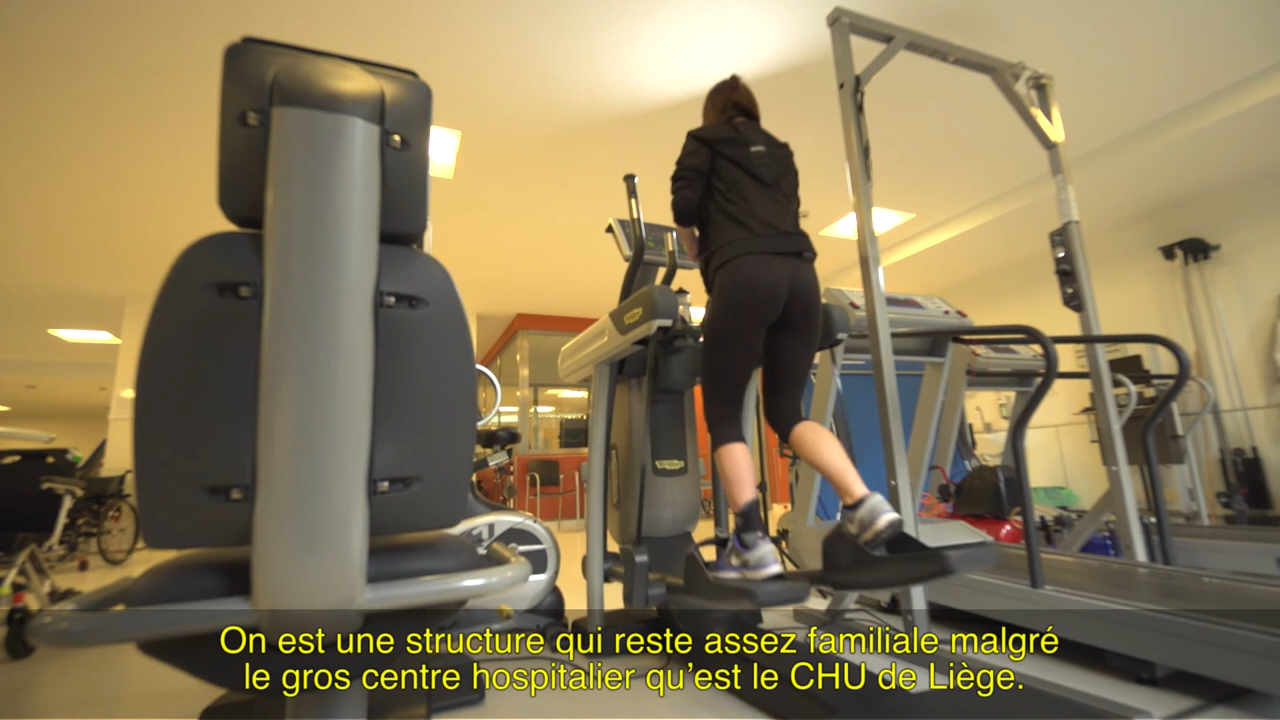 On est une structure qui reste assez familiale malgré
le gros centre hospitalier qu'est le CHU de Liège.